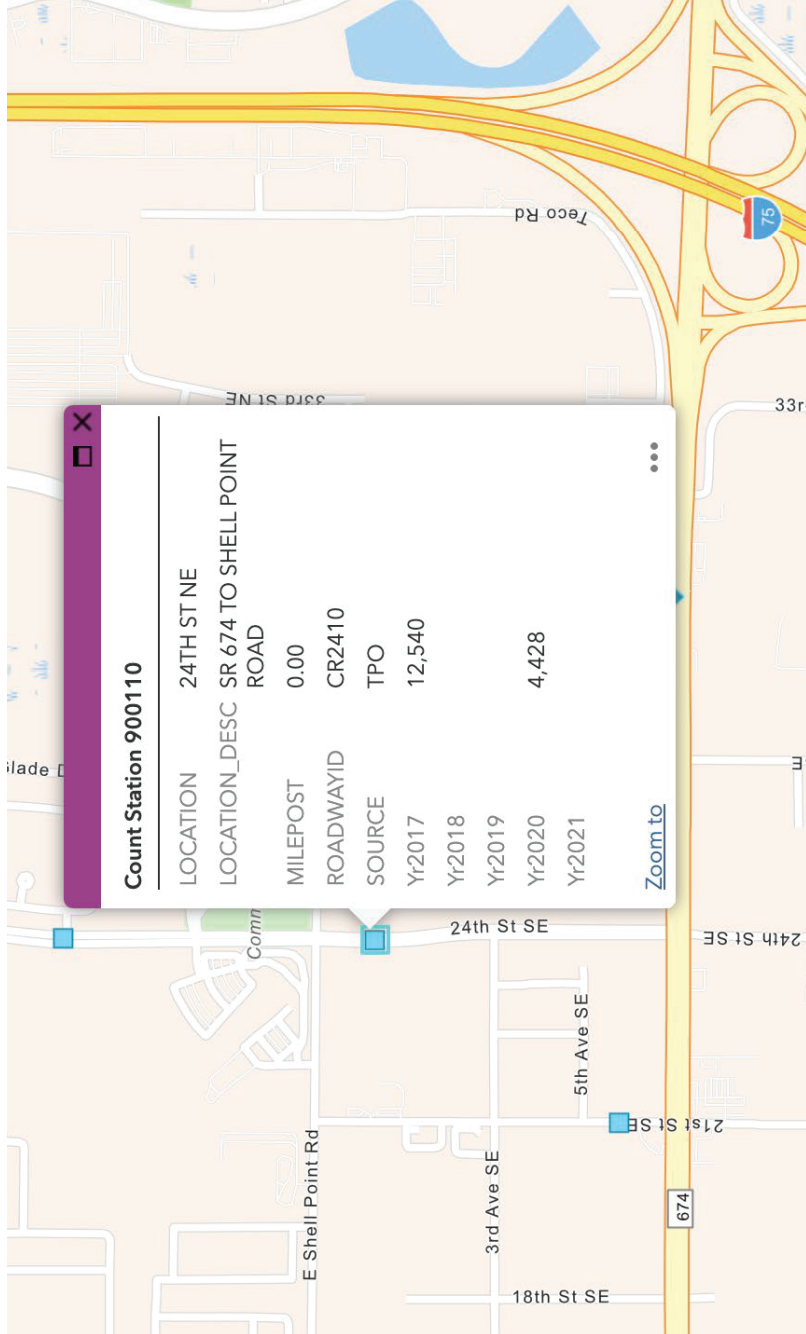 Count Station 900110
LOCATION 24TH ST NE
LOCATION_DESC SR 674 TO SHELL POINT
ROAD
MILEPOST 0.00
ROADWAYID CR2410
SOURCE TPO
Yr2017 12,540
Yr2018
Yr2019
Yr2020 4,428
Yr2021
Zoom to
Teco Rd
75
33rd St NE
33r
Comm
24th St SE
24th St SE
5th Ave SE
21st St SE
E Shell Point Rd
3rd Ave SE
674
18th St SE